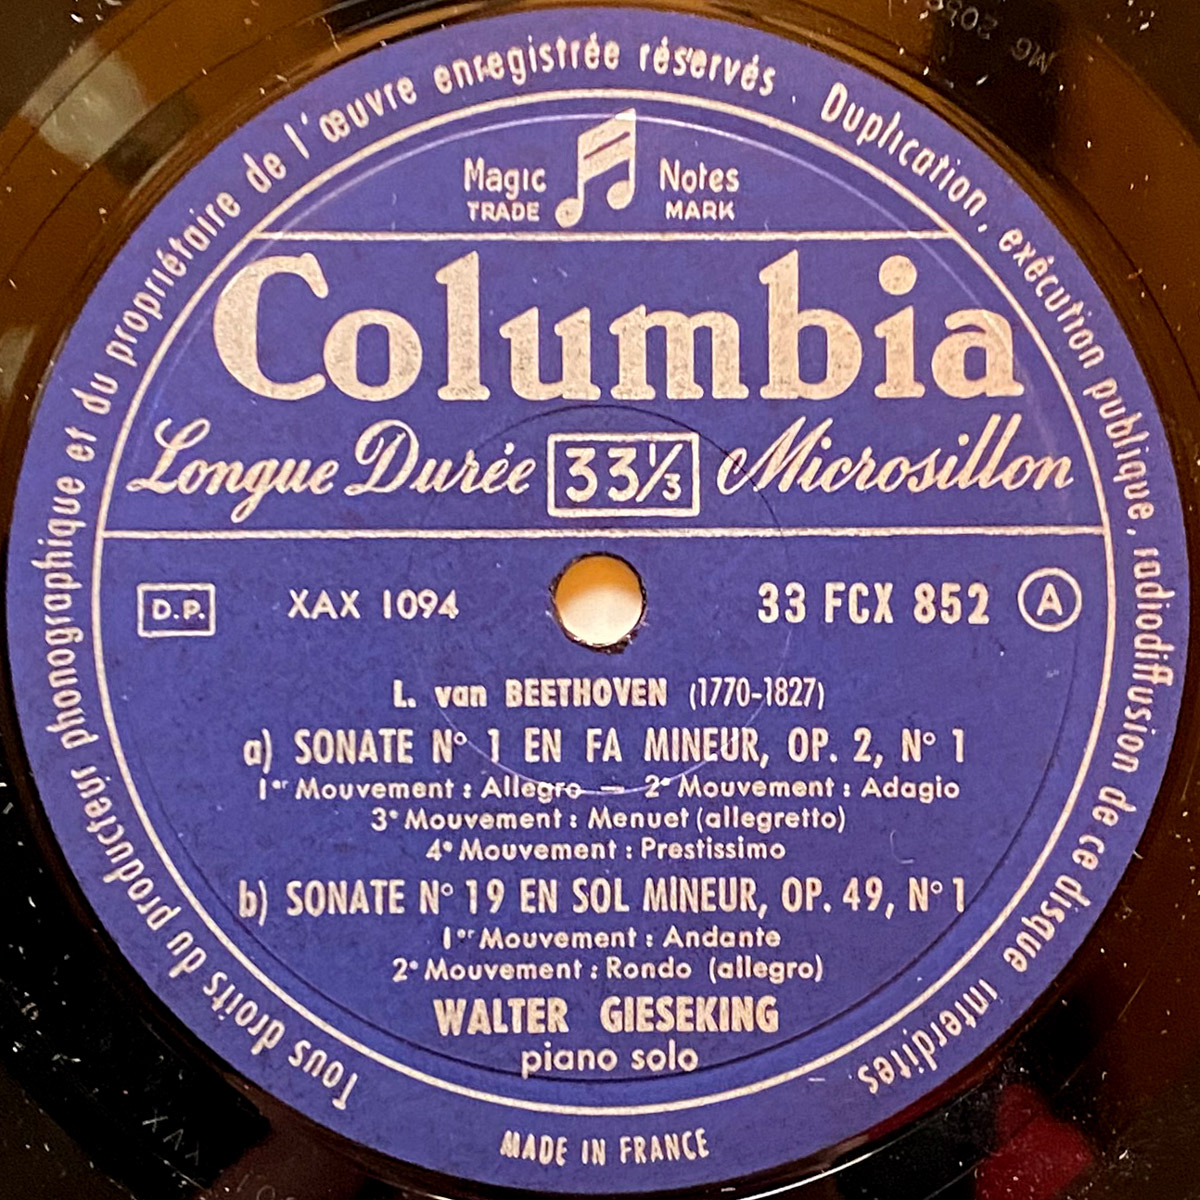 Tous droits du producteur phonographique et du propriétaire de l'œuvre enregistrée réservés. Duplication, exécution publique, radiodiffusion de ce disque interdites.
Magic Notes
TRADE MARK
Columbia
Longue Durée 33 1/3 Microsillon
D.P. XAX 1094 33 FCX 852 A
L. van BEETHOVEN (1770-1827)
a) SONATE N° 1 EN FA MINEUR, OP. 2, N° 1
1er Mouvement : Allegro — 2e Mouvement : Adagio
3e Mouvement : Menuet (allegretto)
4e Mouvement : Prestissimo
b) SONATE N° 19 EN SOL MINEUR, OP. 49, N° 1
1er Mouvement : Andante
2e Mouvement : Rondo (allegro)
WALTER GIESEKING
piano solo
MADE IN FRANCE